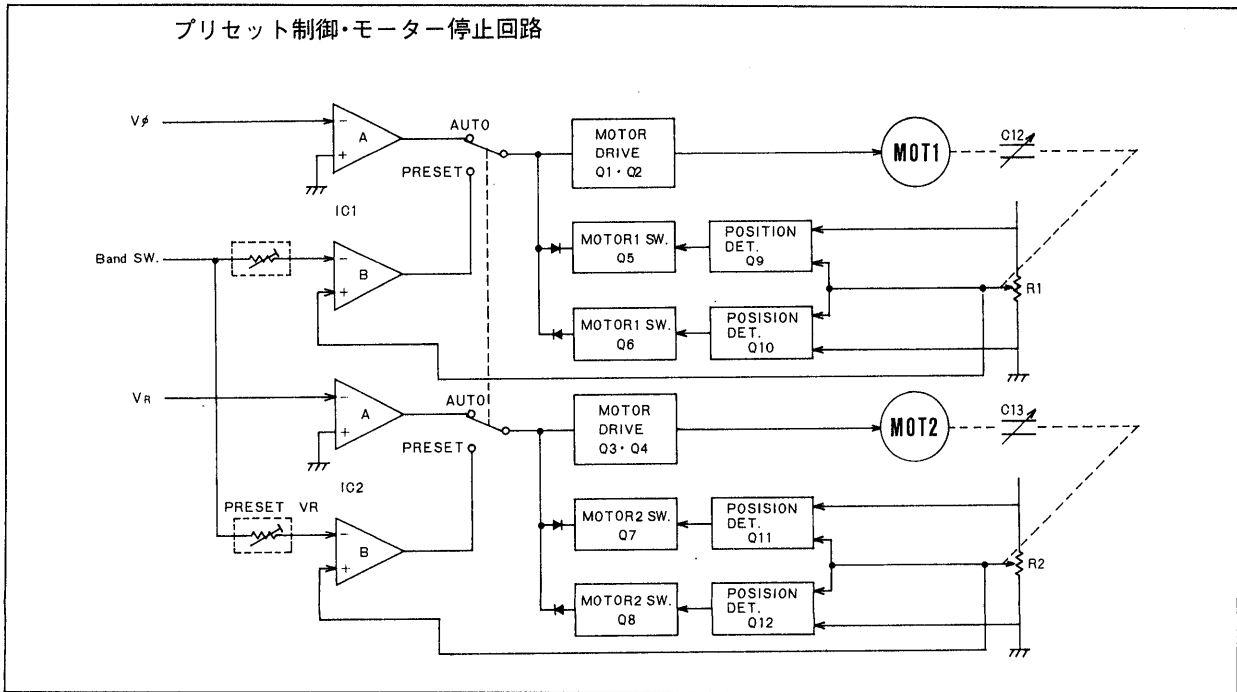 プリセット制御・モーター停止回路
Vφ
−
A
+
AUTO
PRESET
MOTOR
DRIVE
Q1・Q2
MOT1
C12
IC1
Band SW.
−
B
+
MOTOR1 SW.
Q5
POSITION
DET.
Q9
MOTOR1 SW.
Q6
POSISION
DET.
Q10
R1
VR
−
A
+
AUTO
PRESET
MOTOR
DRIVE
Q3・Q4
MOT2
C13
IC2
PRESET VR
−
B
+
MOTOR2 SW.
Q7
POSISION
DET.
Q11
MOTOR2 SW.
Q8
POSISION
DET.
Q12
R2